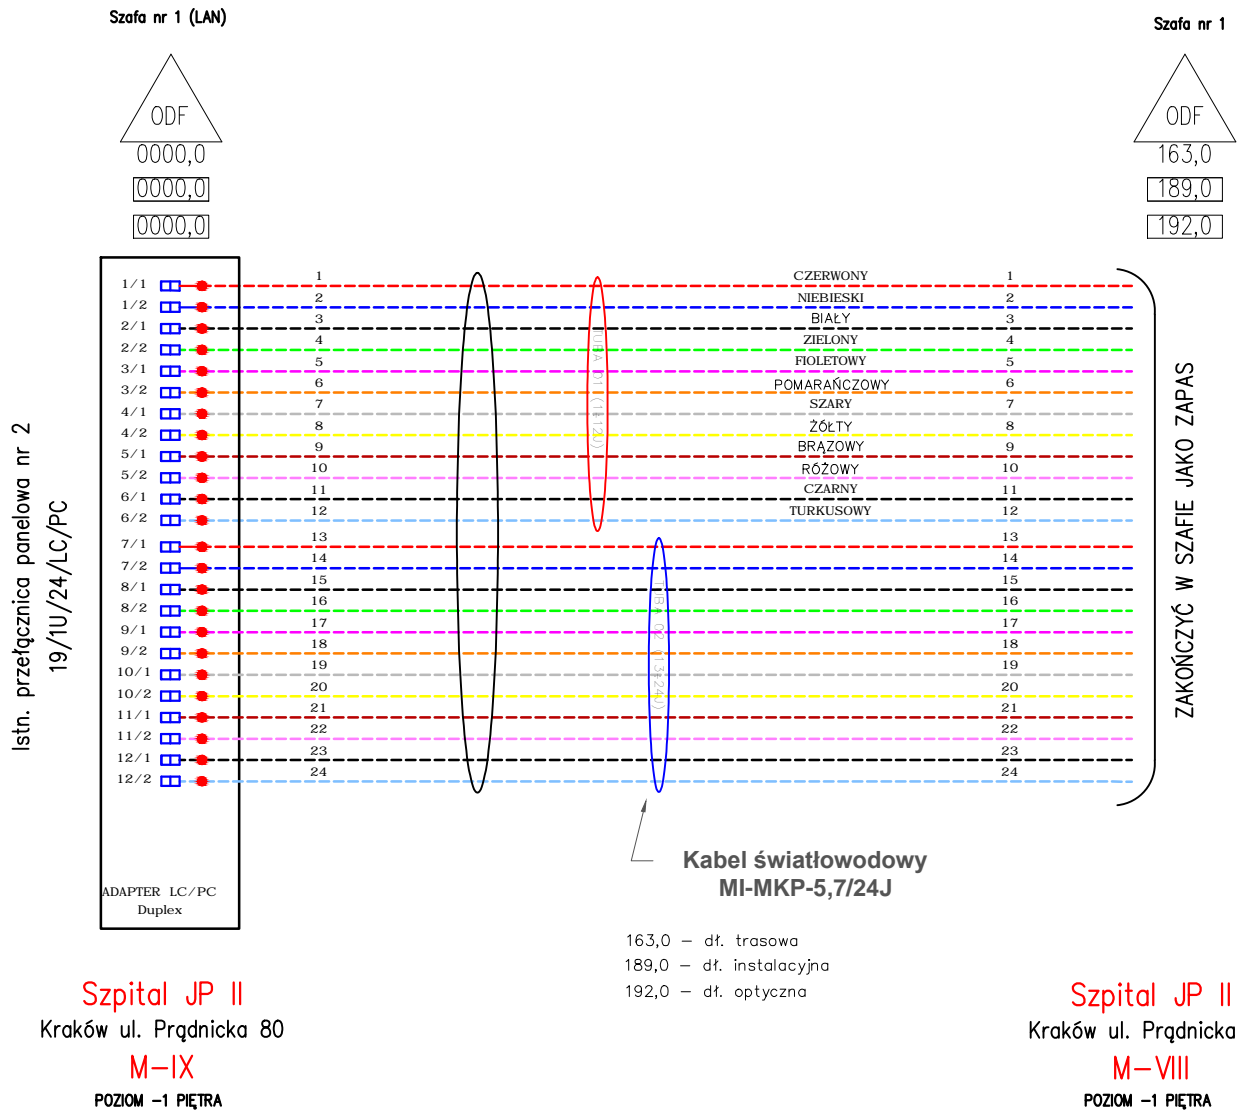 Szafa nr 1 (LAN)
Szafa nr 1
ODF
0000,0
0000,0
0000,0
ODF
163,0
189,0
192,0
Istn. przełącznica panelowa nr 2
19/1U/24/LC/PC
1/1 1 CZERWONY 1
1/2 2 NIEBIESKI 2
2/1 3 BIAŁY 3
2/2 4 ZIELONY 4
3/1 5 FIOLETOWY 5
3/2 6 POMARAŃCZOWY 6
4/1 7 SZARY 7
4/2 8 ŻÓŁTY 8
5/1 9 BRĄZOWY 9
5/2 10 RÓŻOWY 10
6/1 11 CZARNY 11
6/2 12 TURKUSOWY 12
7/1 13 13
7/2 14 14
8/1 15 15
8/2 16 16
9/1 17 17
9/2 18 18
10/1 19 19
10/2 20 20
11/1 21 21
11/2 22 22
12/1 23 23
12/2 24 24
ZAKOŃCZYĆ W SZAFIE JAKO ZAPAS
ADAPTER LC/PC
Duplex
Kabel światłowodowy
MI-MKP-5,7/24J
163,0 – dł. trasowa
189,0 – dł. instalacyjna
192,0 – dł. optyczna
Szpital JP II
Kraków ul. Prądnicka 80
M-IX
POZIOM -1 PIĘTRA
Szpital JP II
Kraków ul. Prądnicka
M-VIII
POZIOM -1 PIĘTRA